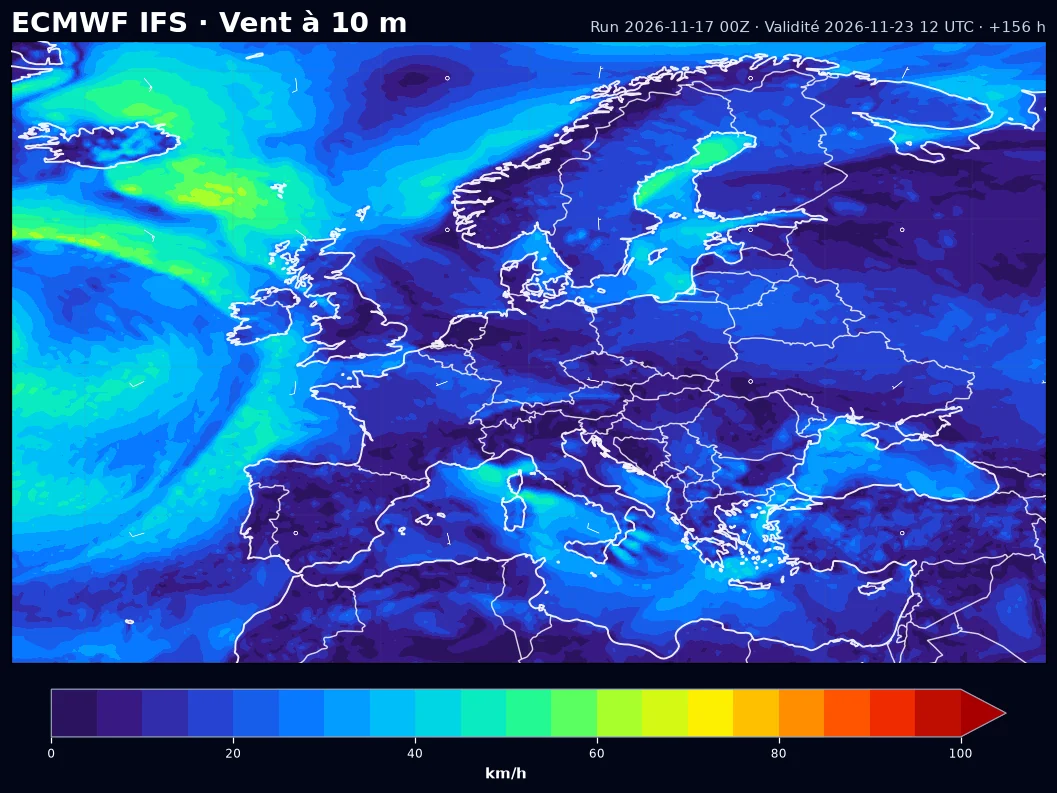 ECMWF IFS · Vent à 10 m
Run 2026-11-17 00Z · Validité 2026-11-23 12 UTC · +156 h
0 20 40 60 80 100
km/h